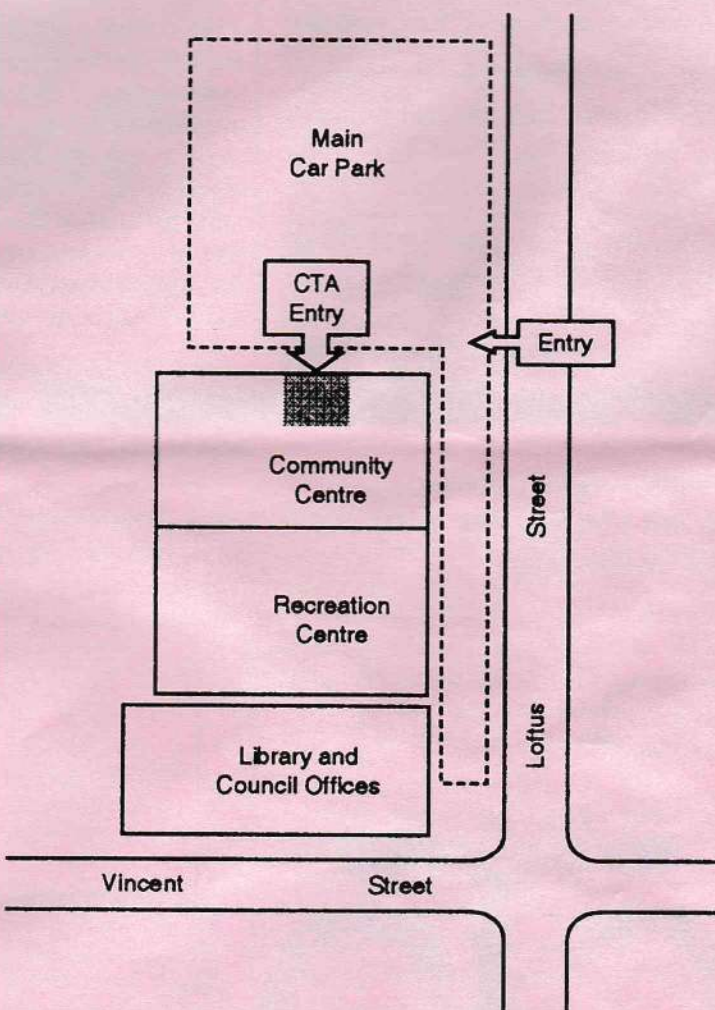 Main
Car Park
CTA
Entry
Entry
Community
Centre
Street
Recreation
Centre
Loftus
Library and
Council Offices
Vincent Street